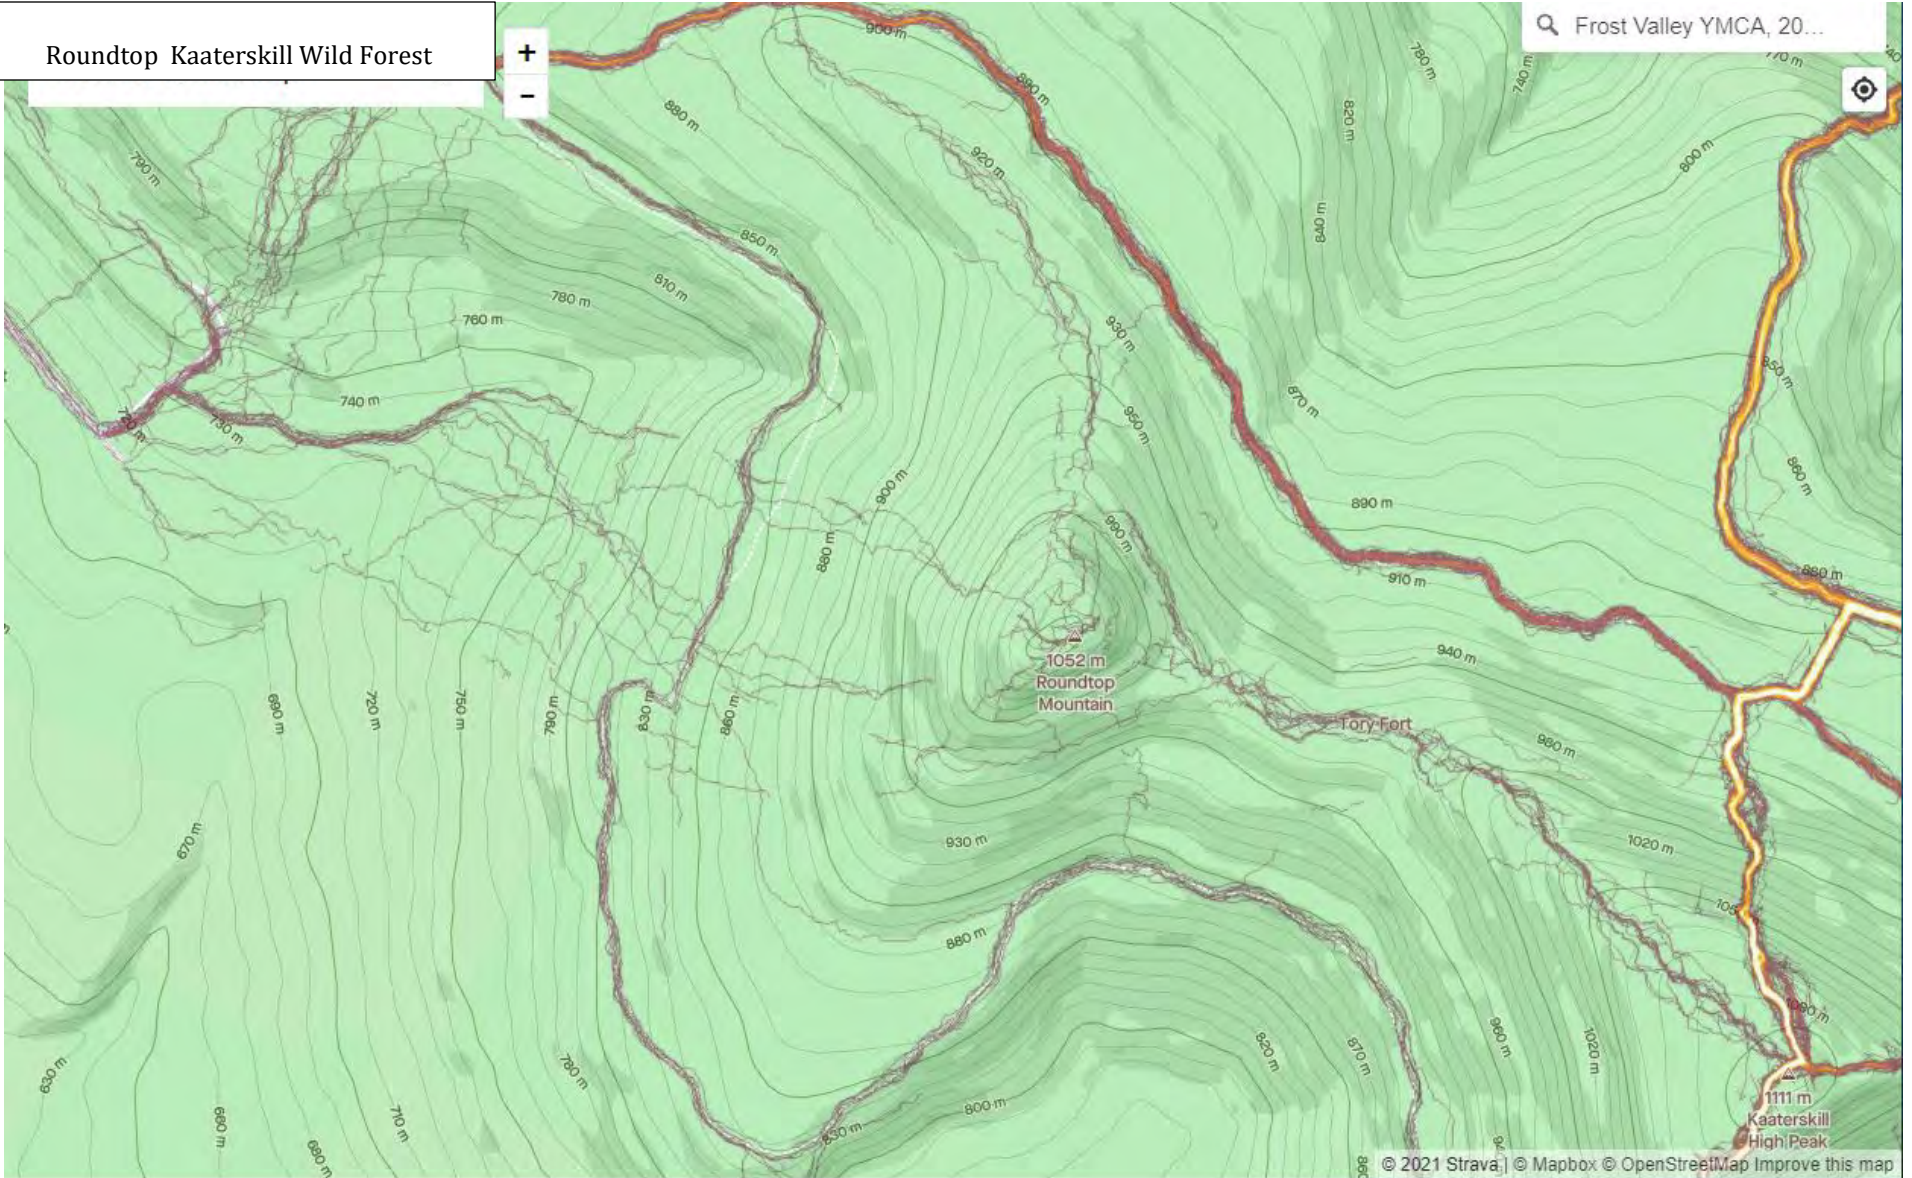 Roundtop Kaaterskill Wild Forest
+
−
Frost Valley YMCA, 20...
900 m
780 m
740 m
770 m
880 m
880 m
820 m
800 m
790 m
920 m
840 m
850 m
810 m
780 m
760 m
930 m
850 m
740 m
870 m
730 m
950 m
860 m
900 m
890 m
990 m
880 m
880 m
910 m
940 m
1052 m
Roundtop
Mountain
690 m
720 m
750 m
790 m
830 m
860 m
Tory Fort
980 m
670 m
930 m
1020 m
880 m
960 m
1020 m
820 m
870 m
630 m
780 m
800 m
1111 m
Kaaterskill
High Peak
660 m
710 m
680 m
830 m
© 2021 Strava | © Mapbox © OpenStreetMap Improve this map